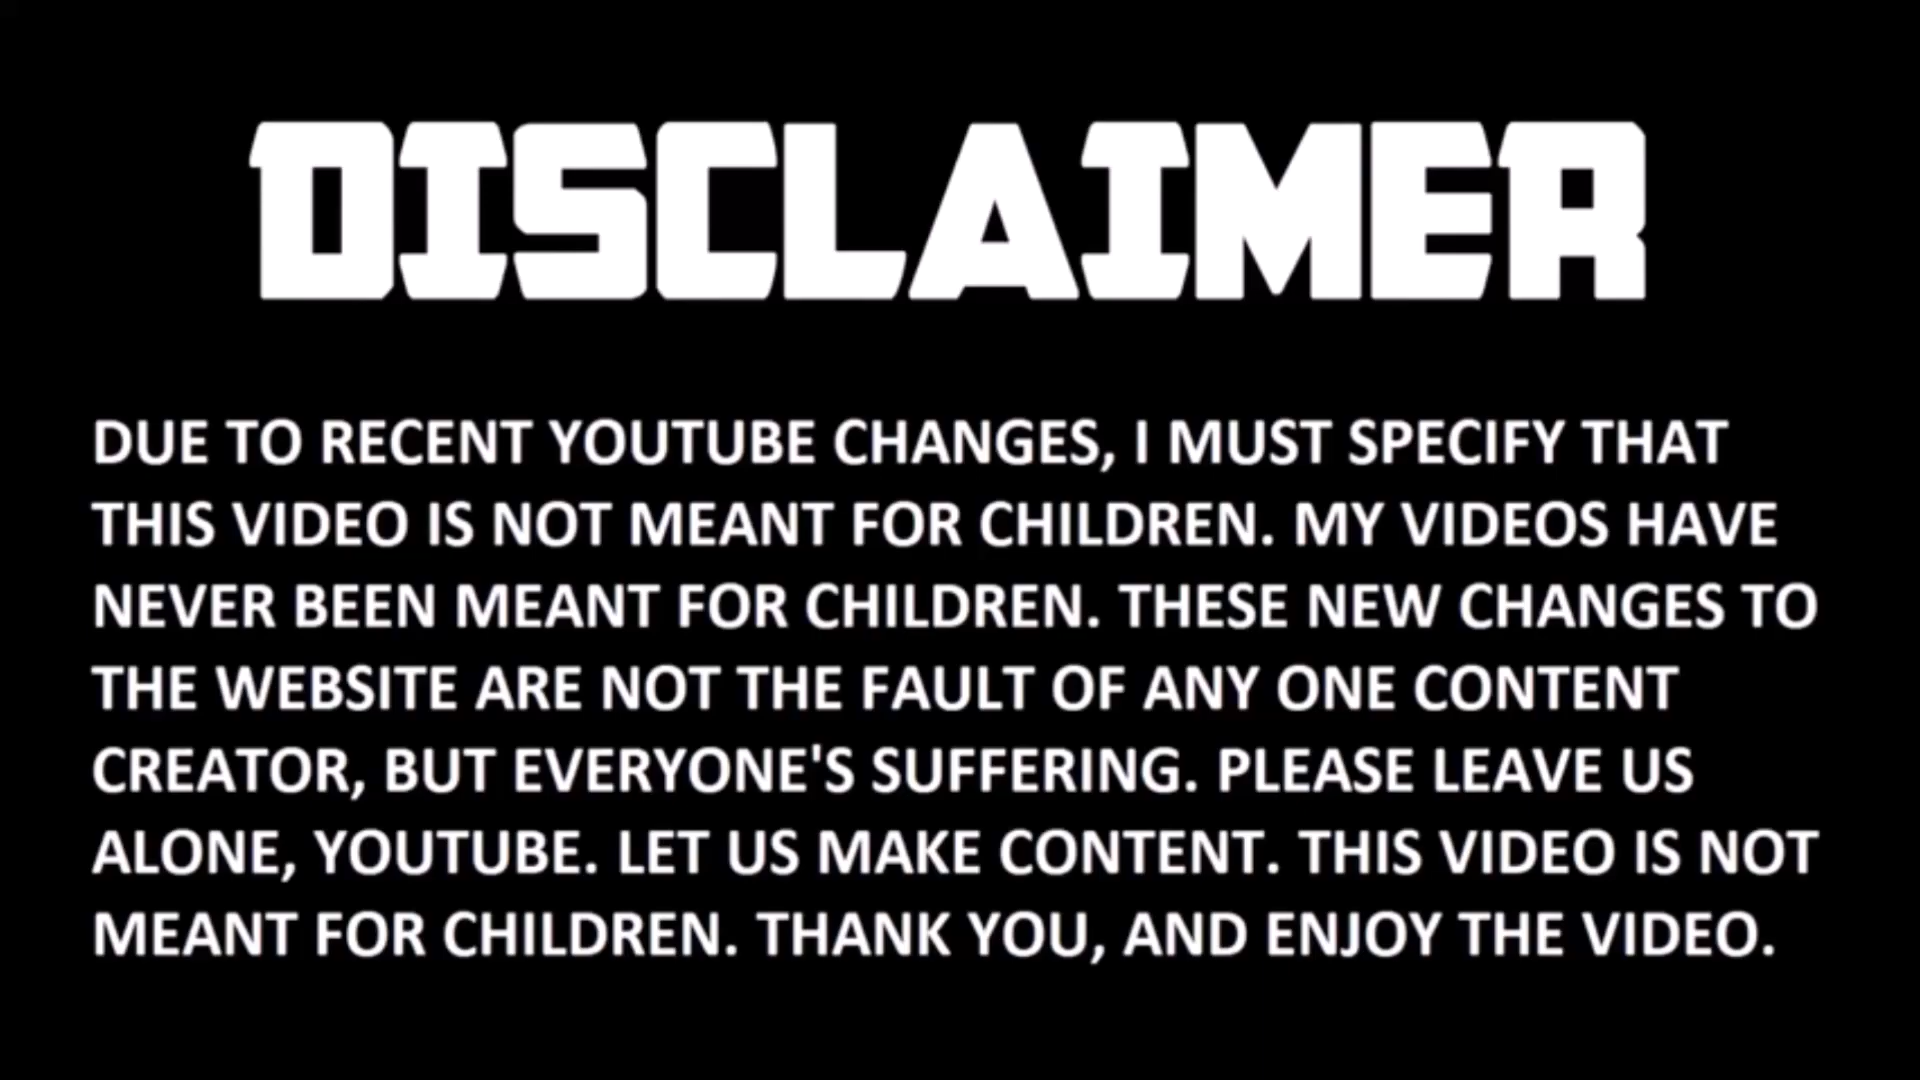 DISCLAIMER
DUE TO RECENT YOUTUBE CHANGES, I MUST SPECIFY THAT
THIS VIDEO IS NOT MEANT FOR CHILDREN. MY VIDEOS HAVE
NEVER BEEN MEANT FOR CHILDREN. THESE NEW CHANGES TO
THE WEBSITE ARE NOT THE FAULT OF ANY ONE CONTENT
CREATOR, BUT EVERYONE'S SUFFERING. PLEASE LEAVE US
ALONE, YOUTUBE. LET US MAKE CONTENT. THIS VIDEO IS NOT
MEANT FOR CHILDREN. THANK YOU, AND ENJOY THE VIDEO.